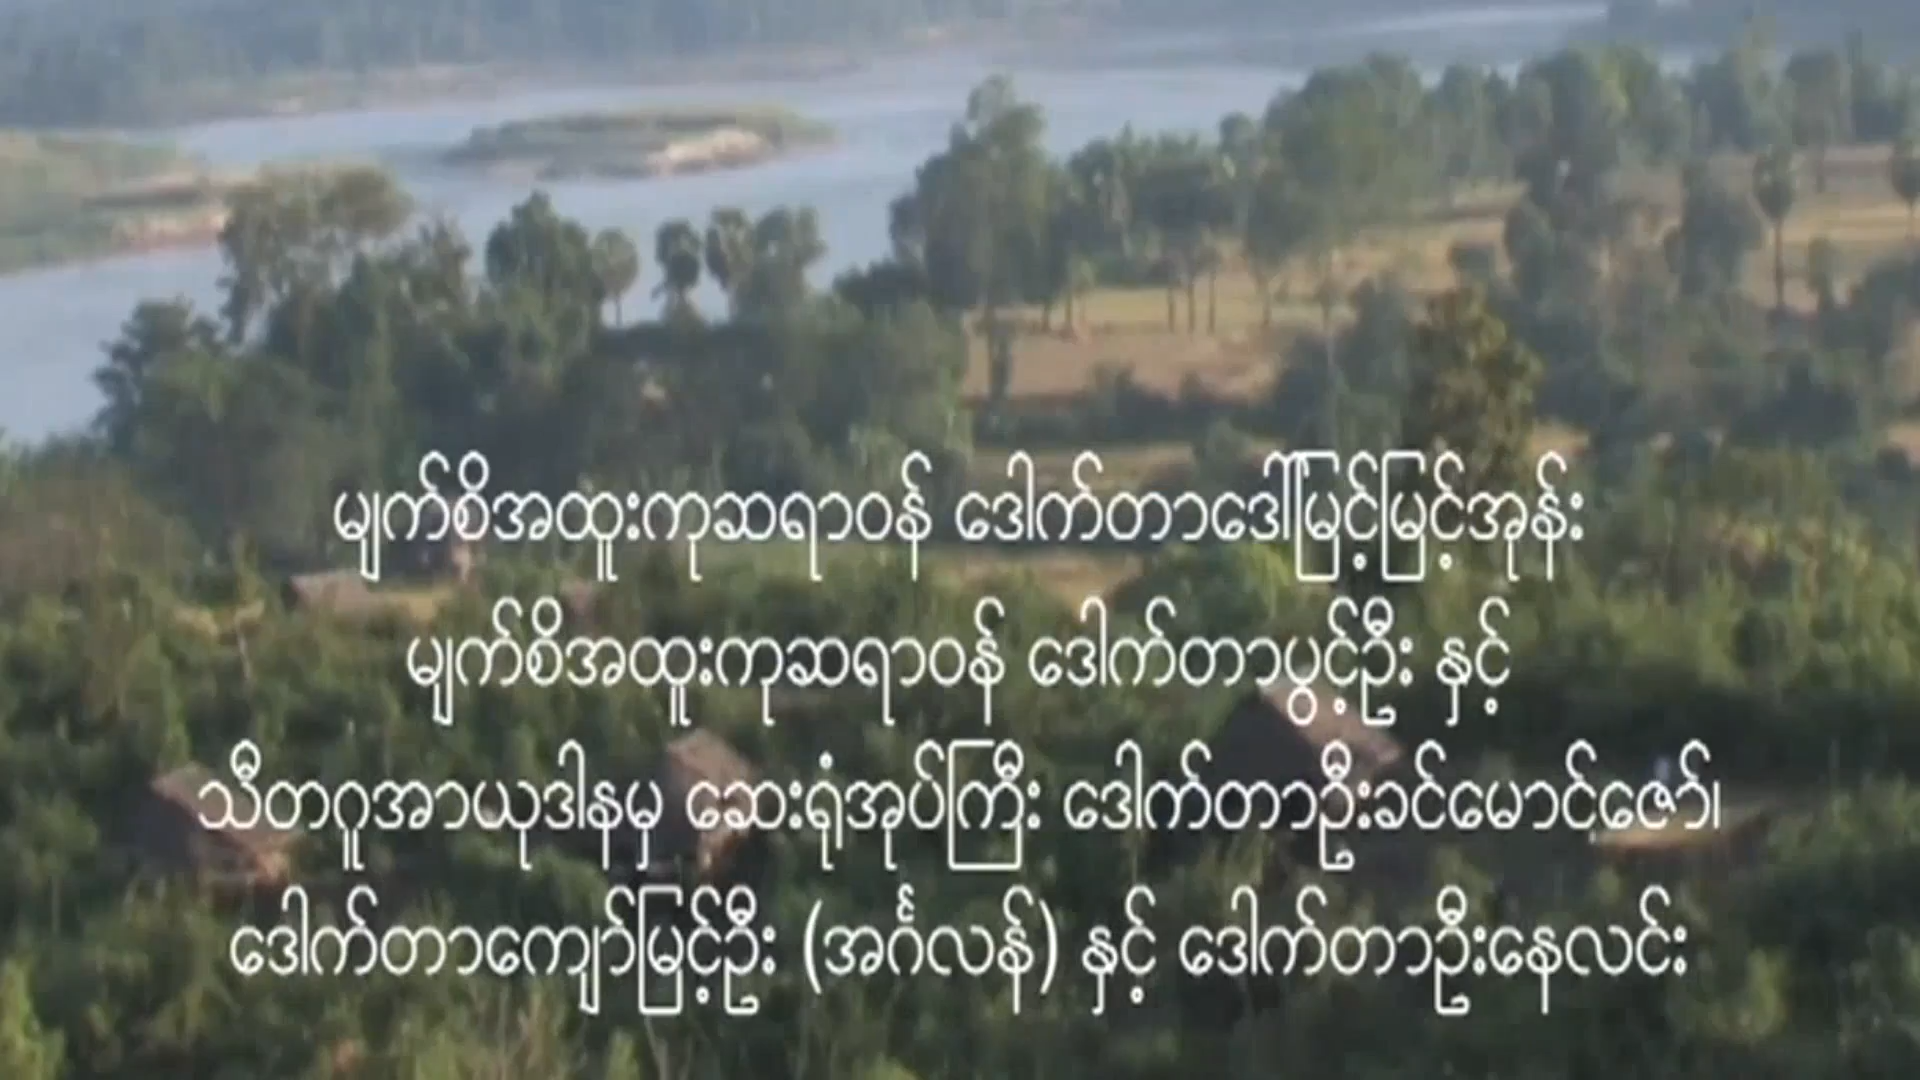 မျက်စိအထူးကုဆရာဝန် ဒေါက်တာဒေါ်မြင့်မြင့်အုန်း
မျက်စိအထူးကုဆရာဝန် ဒေါက်တာပွင့်ဦး နှင့်
သီတဂူအာယုဒါနမှ ဆေးရုံအုပ်ကြီး ဒေါက်တာဦးခင်မောင်ဇော်၊
ဒေါက်တာကျော်မြင့်ဦး (အင်္ဂလန်) နှင့် ဒေါက်တာဦးနေလင်း